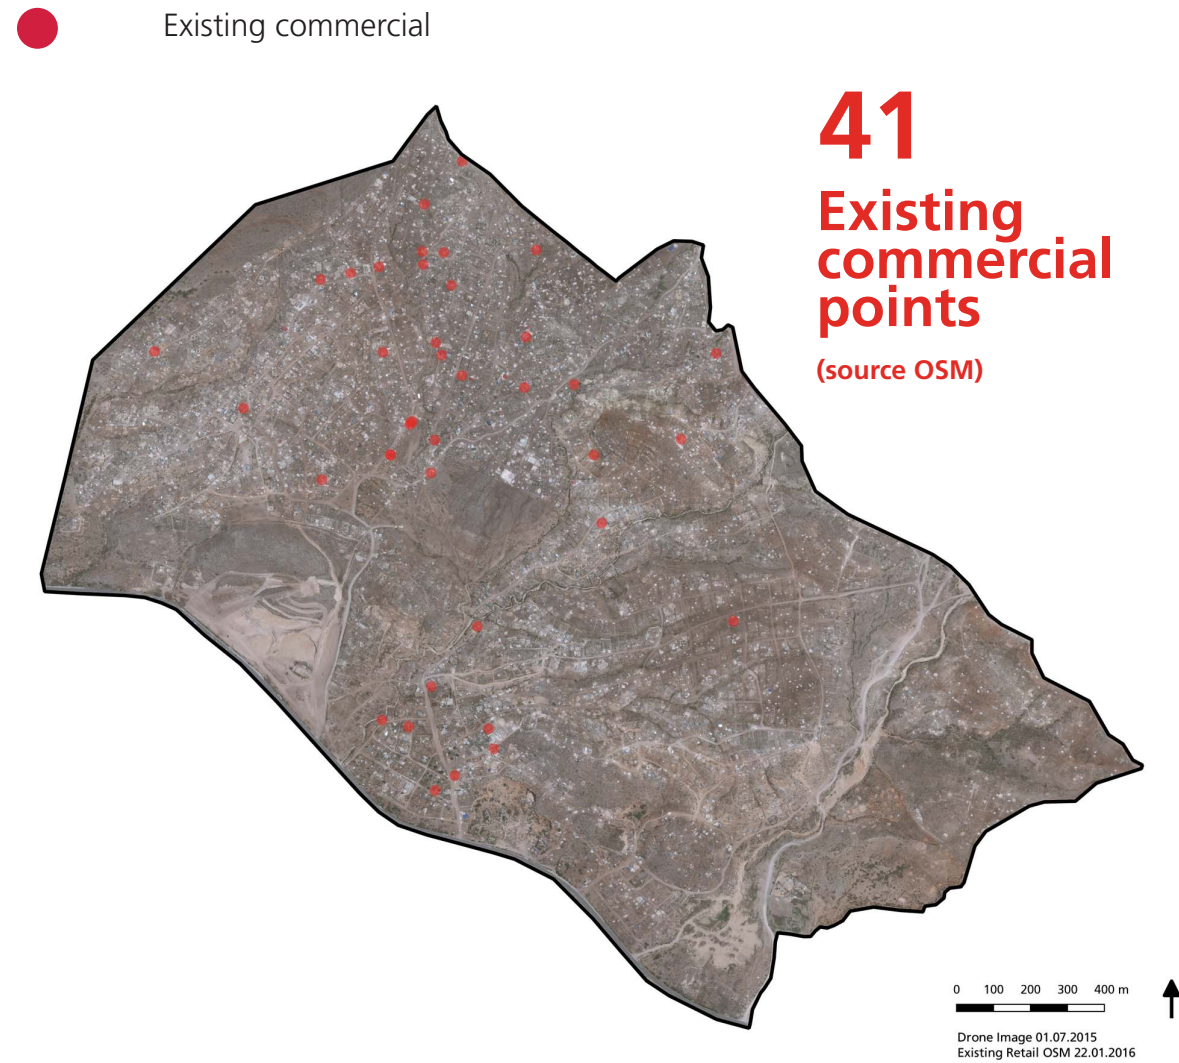 Existing commercial
41
Existing
commercial
points
(source OSM)
0 100 200 300 400 m
Drone Image 01.07.2015
Existing Retail OSM 22.01.2016